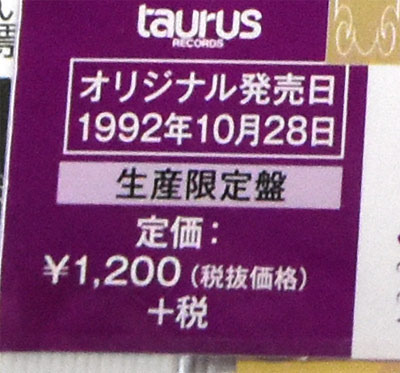 taurus
RECORDS
オリジナル発売日
1992年10月28日
生産限定盤
定価：
¥1,200（税抜価格）
+税